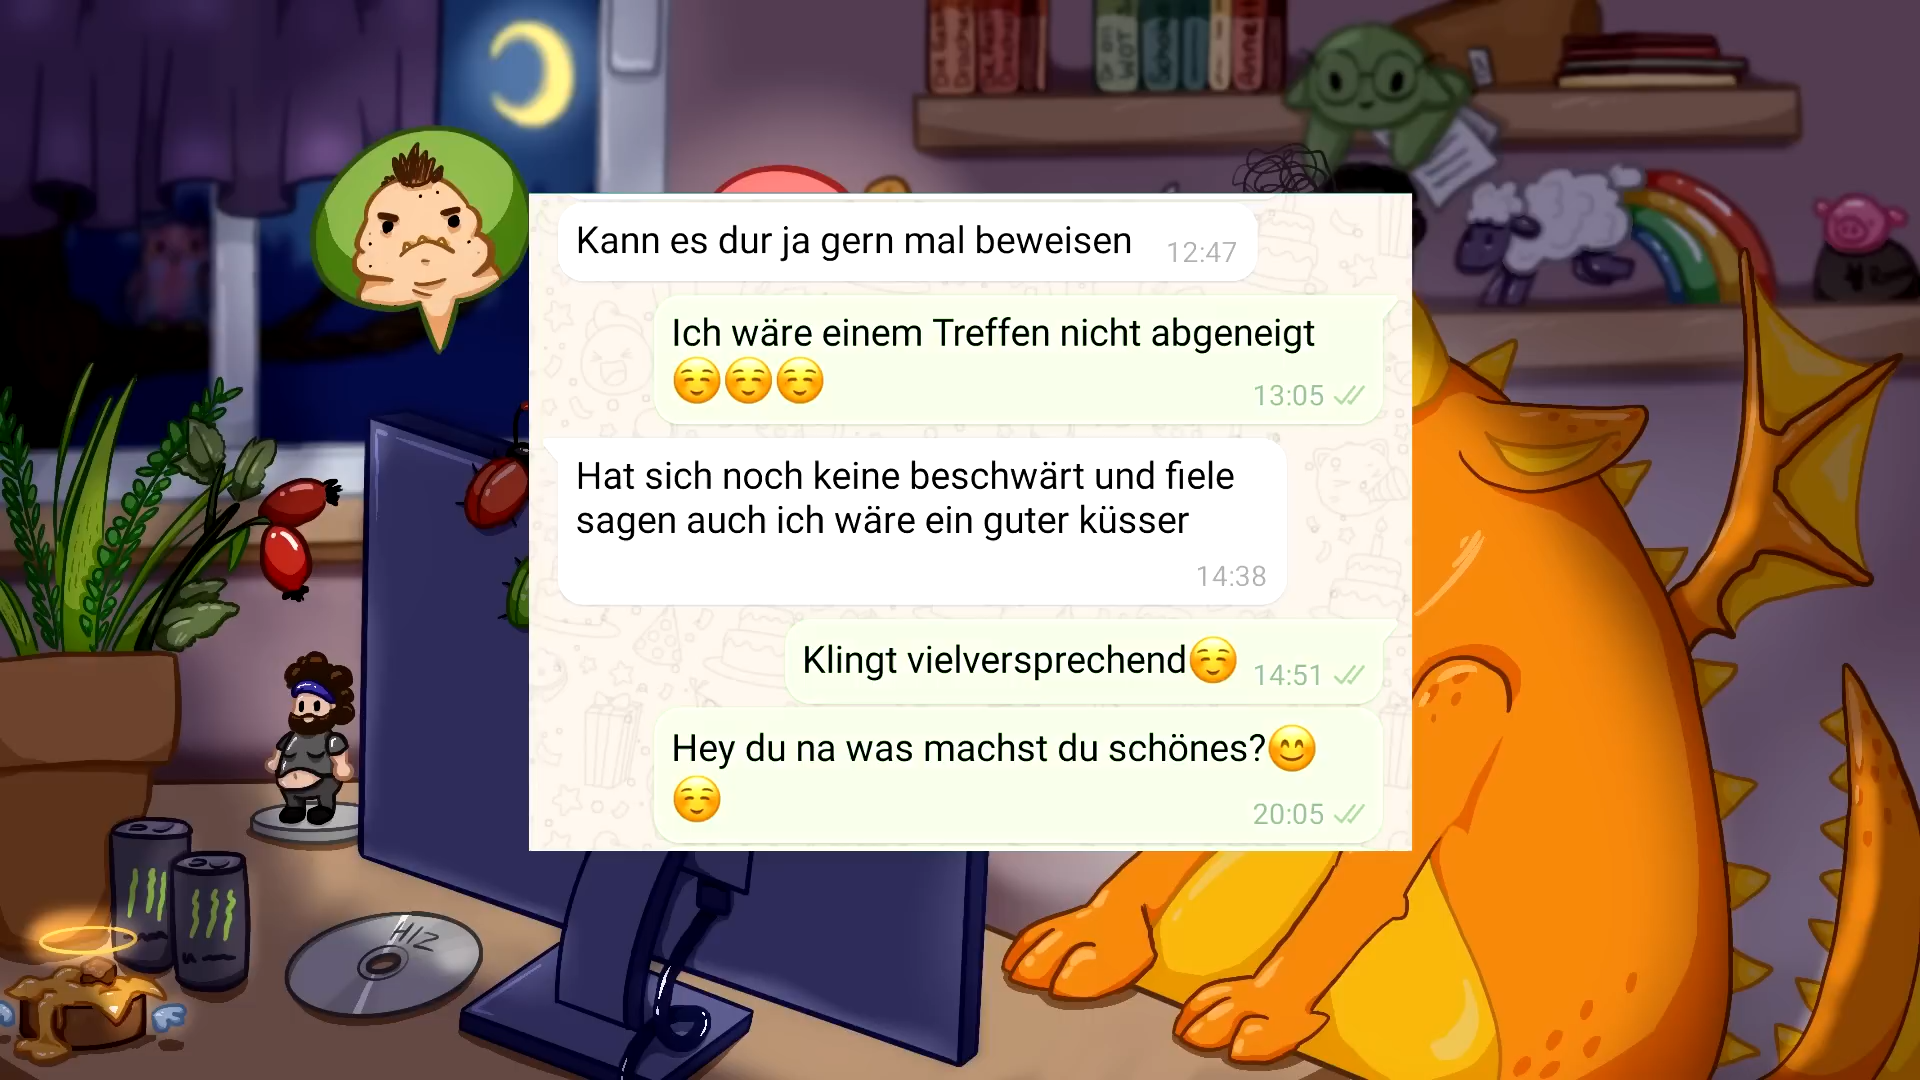 WOT
Anne
Kann es dur ja gern mal beweisen 12:47
Ich wäre einem Treffen nicht abgeneigt
☺️☺️☺️ 13:05
Hat sich noch keine beschwärt und fiele
sagen auch ich wäre ein guter küsser
14:38
Klingt vielversprechend☺️ 14:51
Hey du na was machst du schönes?😊
☺️ 20:05